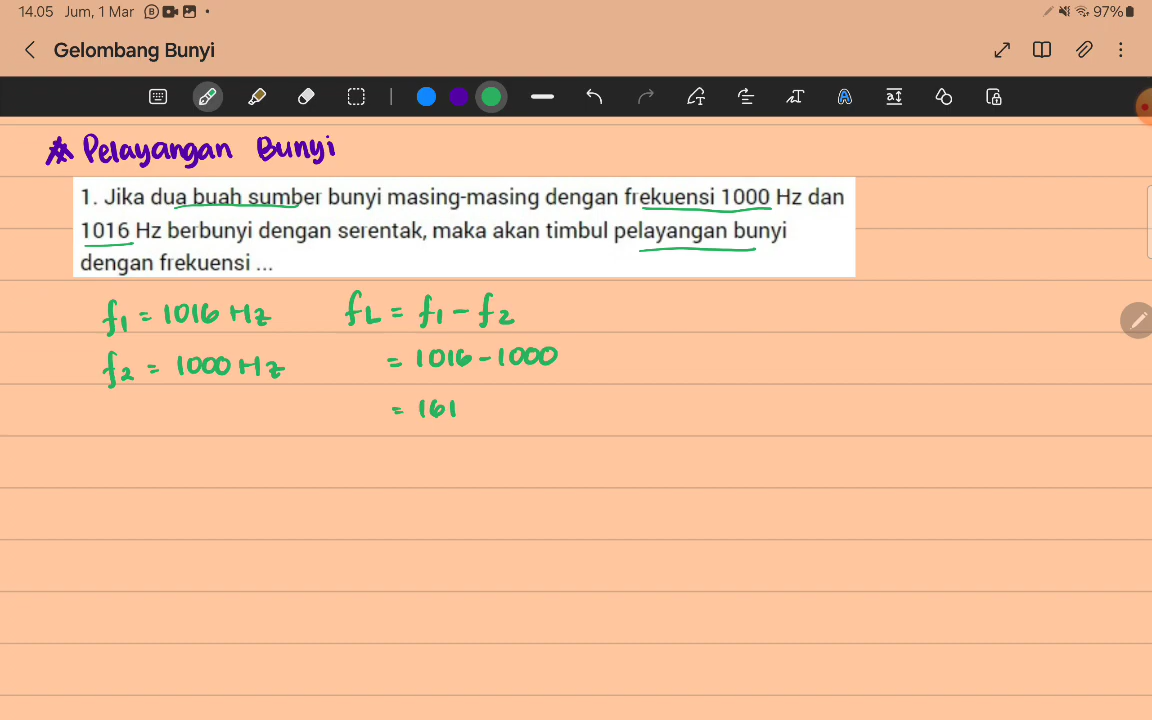 14.05 Jum, 1 Mar 97%
Gelombang Bunyi
Pelayangan Bunyi
1. Jika dua buah sumber bunyi masing-masing dengan frekuensi 1000 Hz dan
1016 Hz berbunyi dengan serentak, maka akan timbul pelayangan bunyi
dengan frekuensi ...
f1 = 1016 Hz fL = f1 - f2
f2 = 1000 Hz = 1016 - 1000
= 161